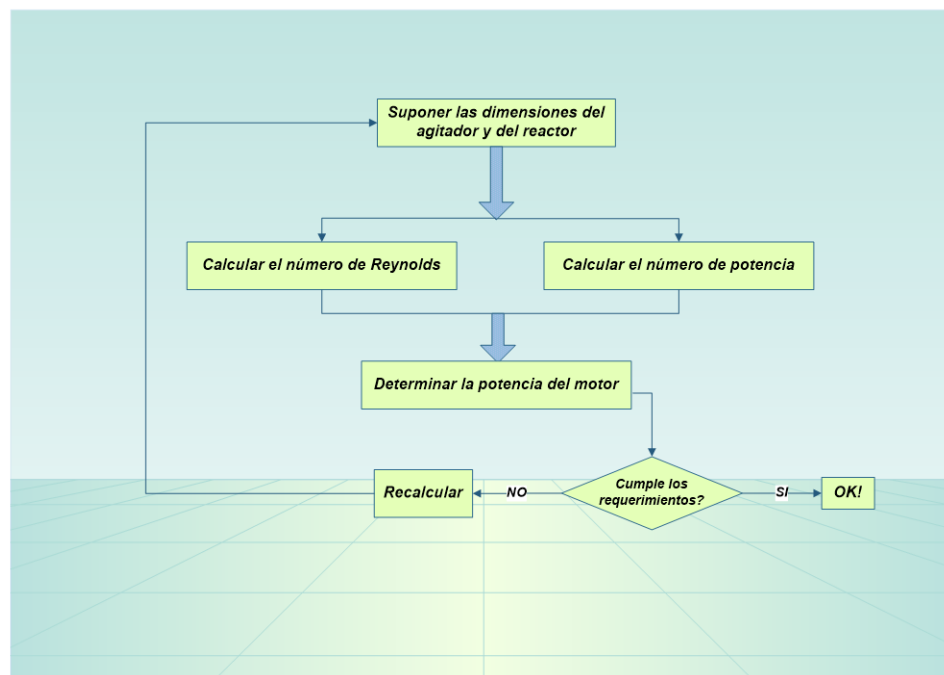 Suponer las dimensiones del
agitador y del reactor
Calcular el número de Reynolds
Calcular el número de potencia
Determinar la potencia del motor
Cumple los
requerimientos?
Recalcular
NO
SI
OK!